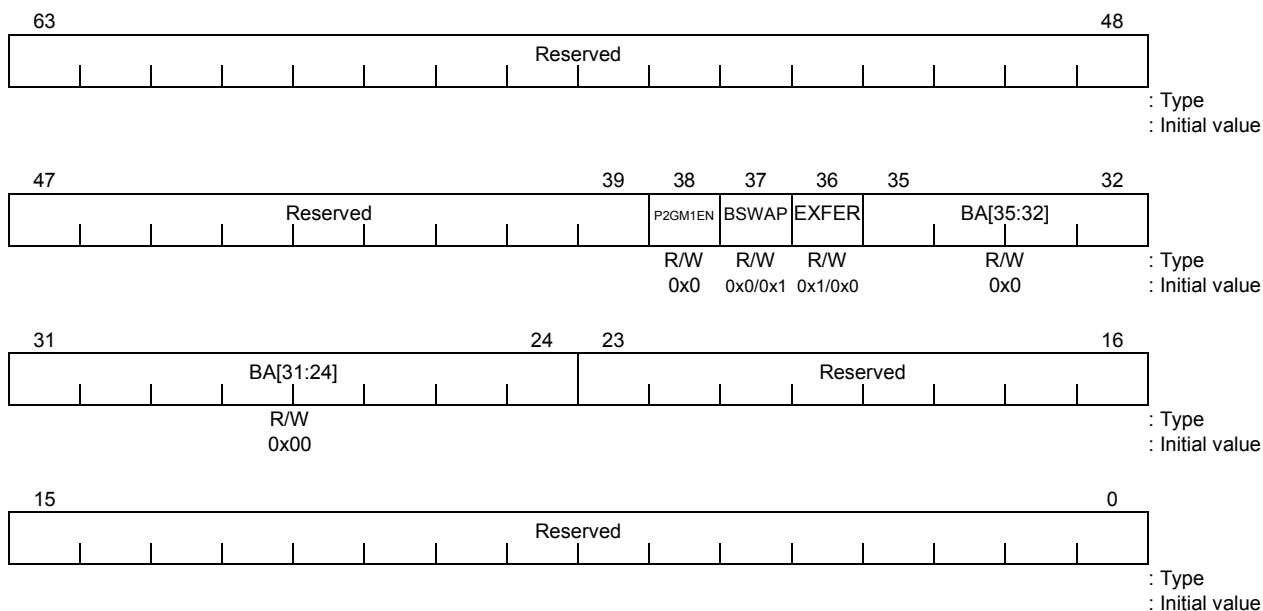 63 48
Reserved
: Type
: Initial value
47 39 38 37 36 35 32
Reserved P2GM1EN BSWAP EXFER BA[35:32]
R/W R/W R/W R/W : Type
0x0 0x0/0x1 0x1/0x0 0x0 : Initial value
31 24 23 16
BA[31:24] Reserved
R/W : Type
0x00 : Initial value
15 0
Reserved
: Type
: Initial value